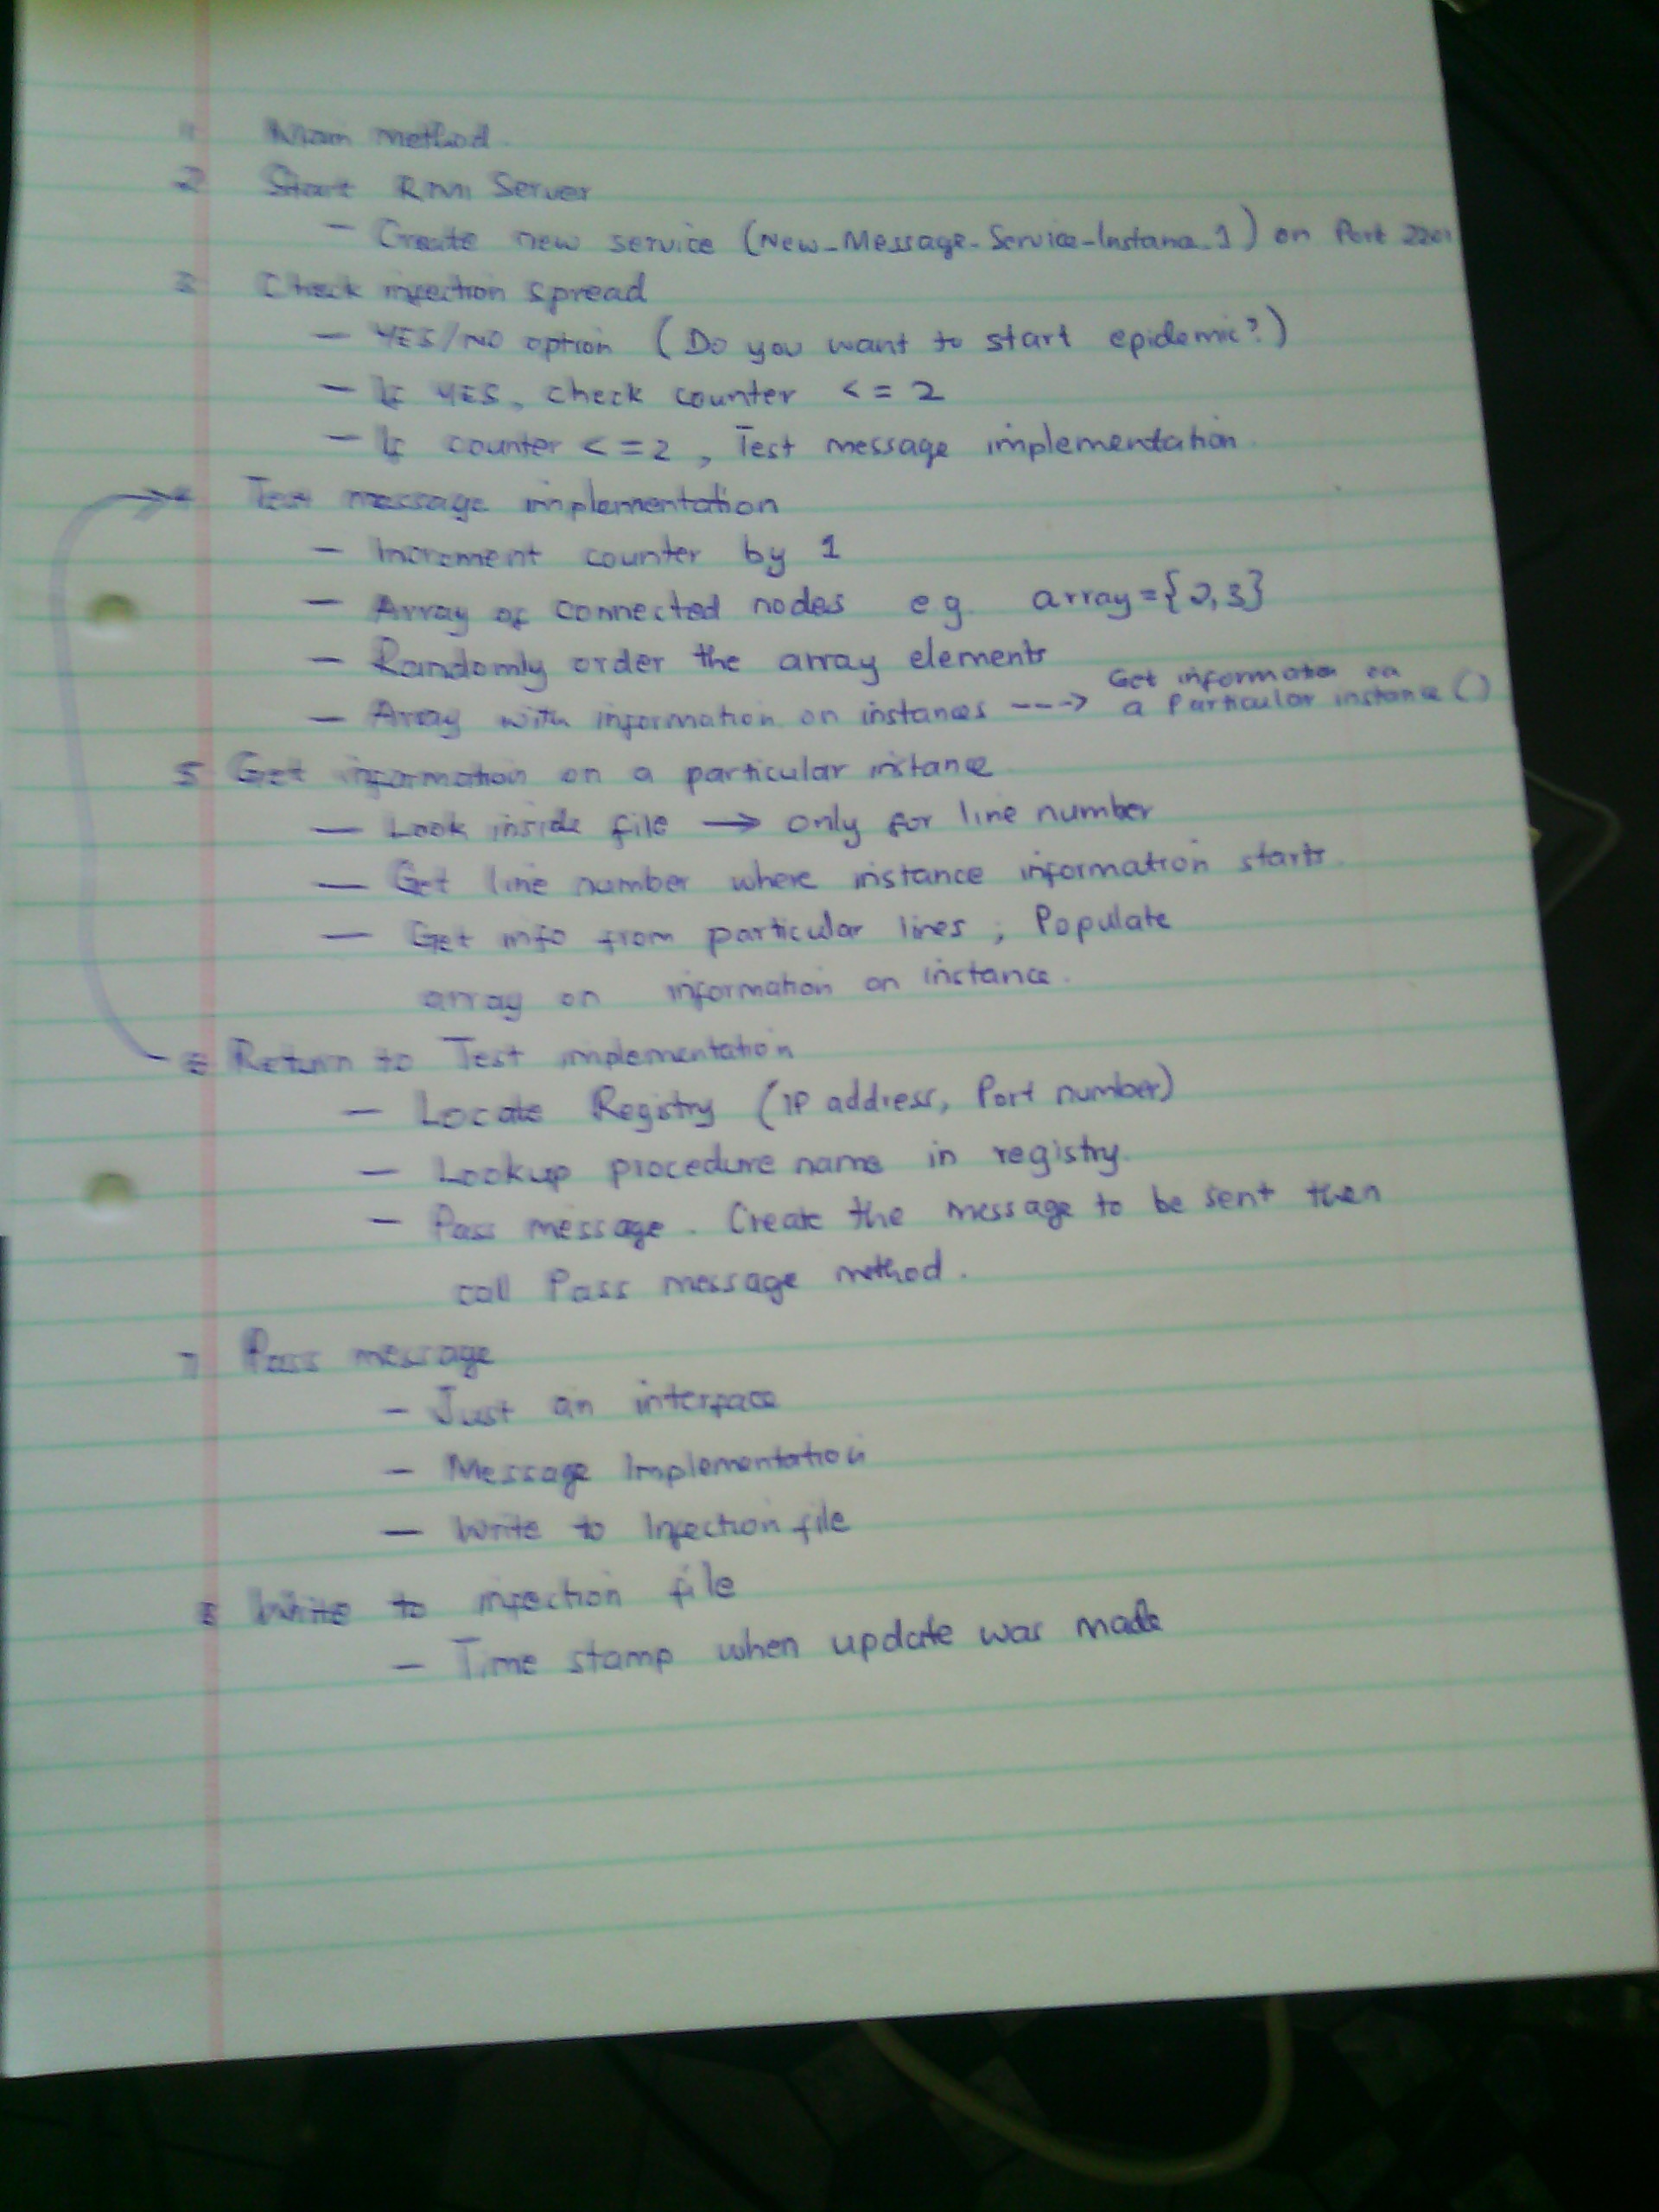 1 Main method.
2 Start RMI Server
– Create new service (New_Message_Service_Instance_1) on Port 2201
3 Check infection spread
– YES/NO option (Do you want to start epidemic?)
– If YES, check counter <= 2
– If counter <= 2, Test message implementation.
4 Test message implementation
– Increment counter by 1
– Array of connected nodes eg. array={2,3}
– Randomly order the array elements
– Array with information on instances ---> Get information on
a particular instance ()
5 Get information on a particular instance
– Look inside file → only for line number
– Get line number where instance information starts.
– Get info from particular lines ; Populate
array on information on instance.
6 Return to Test implementation
– Locate Registry (IP address, Port number)
– Lookup procedure name in registry.
– Pass message. Create the message to be sent then
call Pass message method.
7 Pass message
– Just an interface
– Message Implementation
– Write to Infection file
8 Write to infection file
– Time stamp when update was made